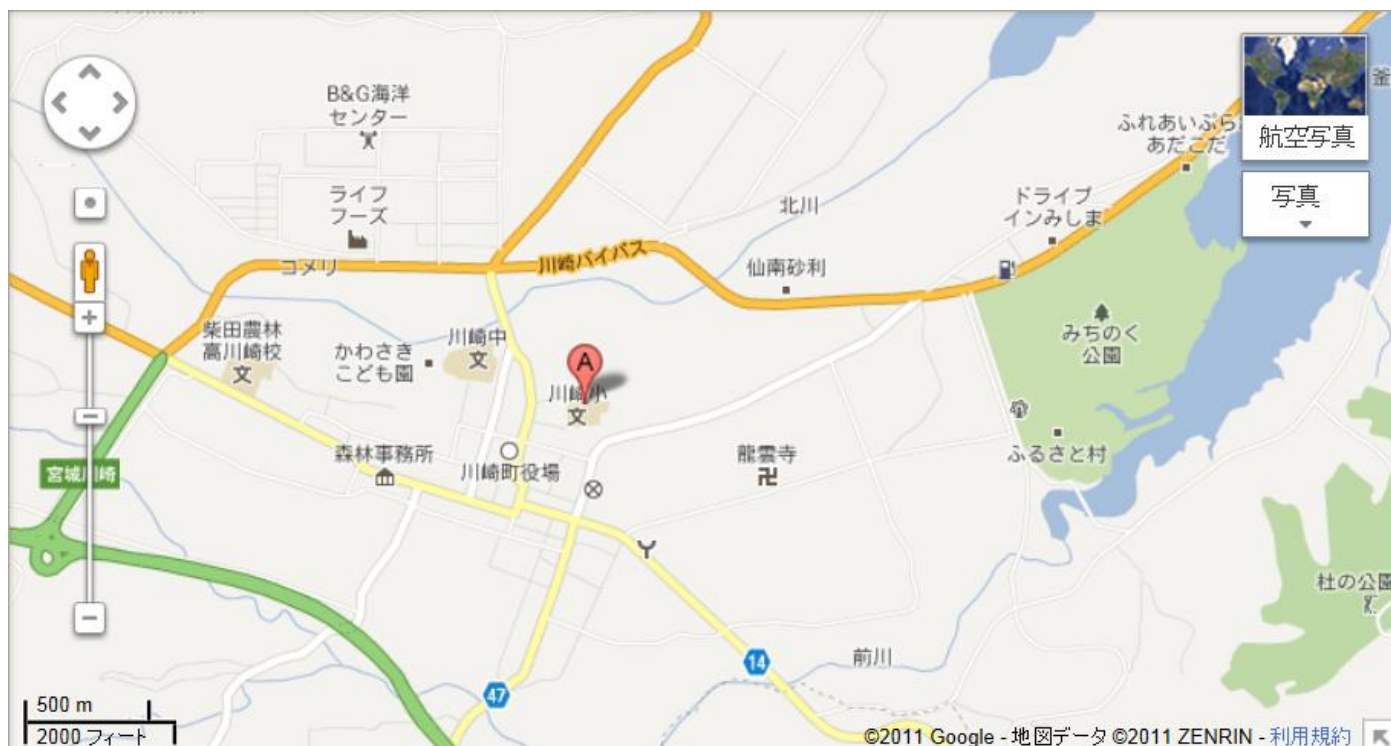 B&G海洋
センター
釜
航空写真
ふれあいぷら
あだこだ
ライフ
フーズ
北川
ドライブ
インみしま
写真
コメリ
川崎バイパス
仙南砂利
柴田農林
高川崎校
文
かわさき
こども園
川崎中
文
A
川崎小
文
みちのく
公園
宮城川崎
森林事務所
川崎町役場
龍雲寺
卍
ふるさと村
杜の公園
14
前川
47
500 m
2000 フィート
©2011 Google - 地図データ ©2011 ZENRIN - 利用規約